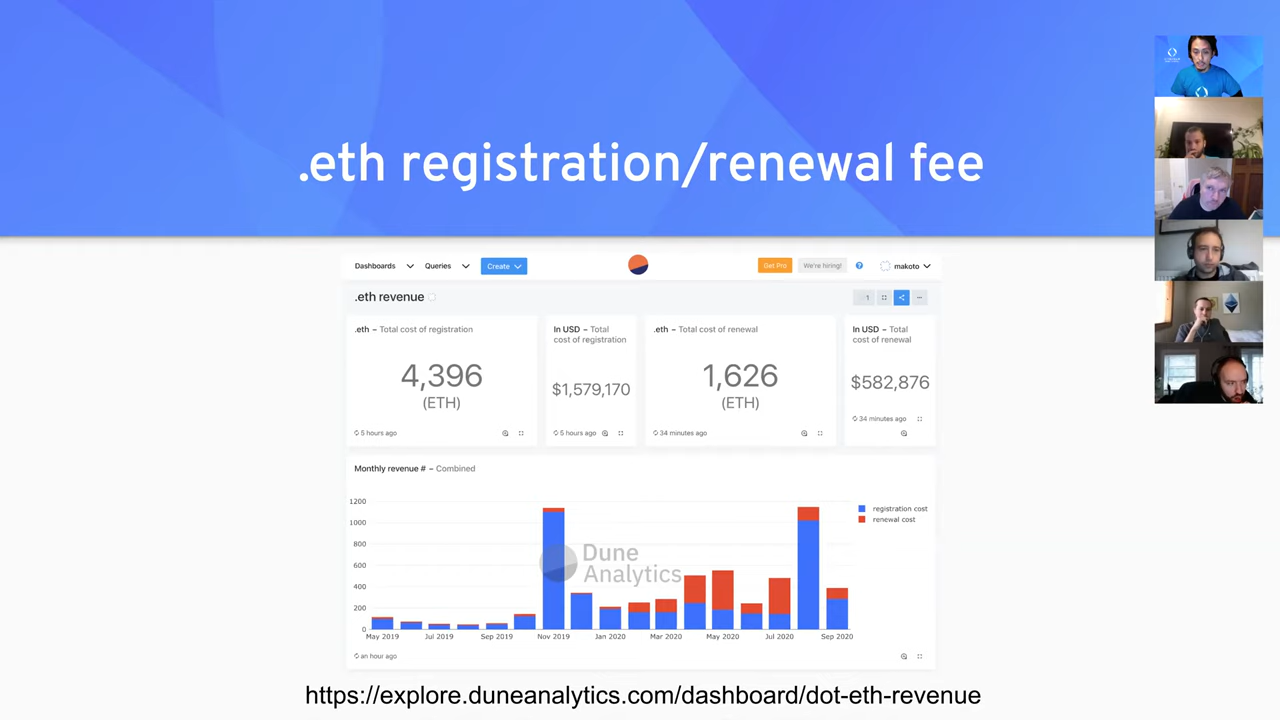 .eth registration/renewal fee
Dashboards Queries Create Get Pro We're hiring! ? makoto
.eth revenue
1
.eth – Total cost of registration
4,396
(ETH)
5 hours ago
In USD – Total
cost of registration
$1,579,170
5 hours ago
.eth – Total cost of renewal
1,626
(ETH)
34 minutes ago
In USD – Total
cost of renewal
$582,876
34 minutes ago
Monthly revenue # – Combined
1200
1000
800
600
400
200
0
May 2019 Jul 2019 Sep 2019 Nov 2019 Jan 2020 Mar 2020 May 2020 Jul 2020 Sep 2020
registration cost
renewal cost
Dune
Analytics
an hour ago
https://explore.duneanalytics.com/dashboard/dot-eth-revenue